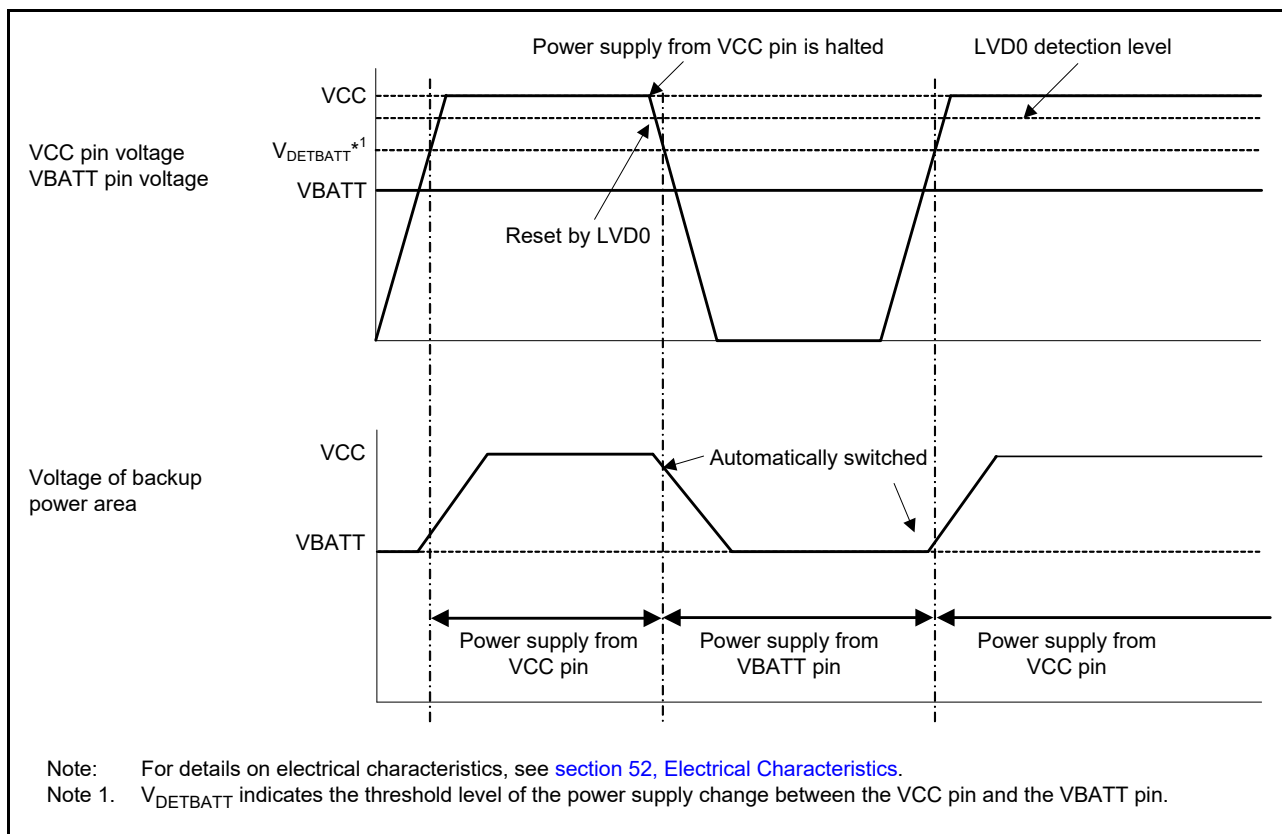 Power supply from VCC pin is halted
LVD0 detection level
VCC
VCC pin voltage
VBATT pin voltage
VDETBATT*1
VBATT
Reset by LVD0
Voltage of backup
power area
VCC
Automatically switched
VBATT
Power supply from
VCC pin
Power supply from
VBATT pin
Power supply from
VCC pin
Note: For details on electrical characteristics, see section 52, Electrical Characteristics.
Note 1. VDETBATT indicates the threshold level of the power supply change between the VCC pin and the VBATT pin.